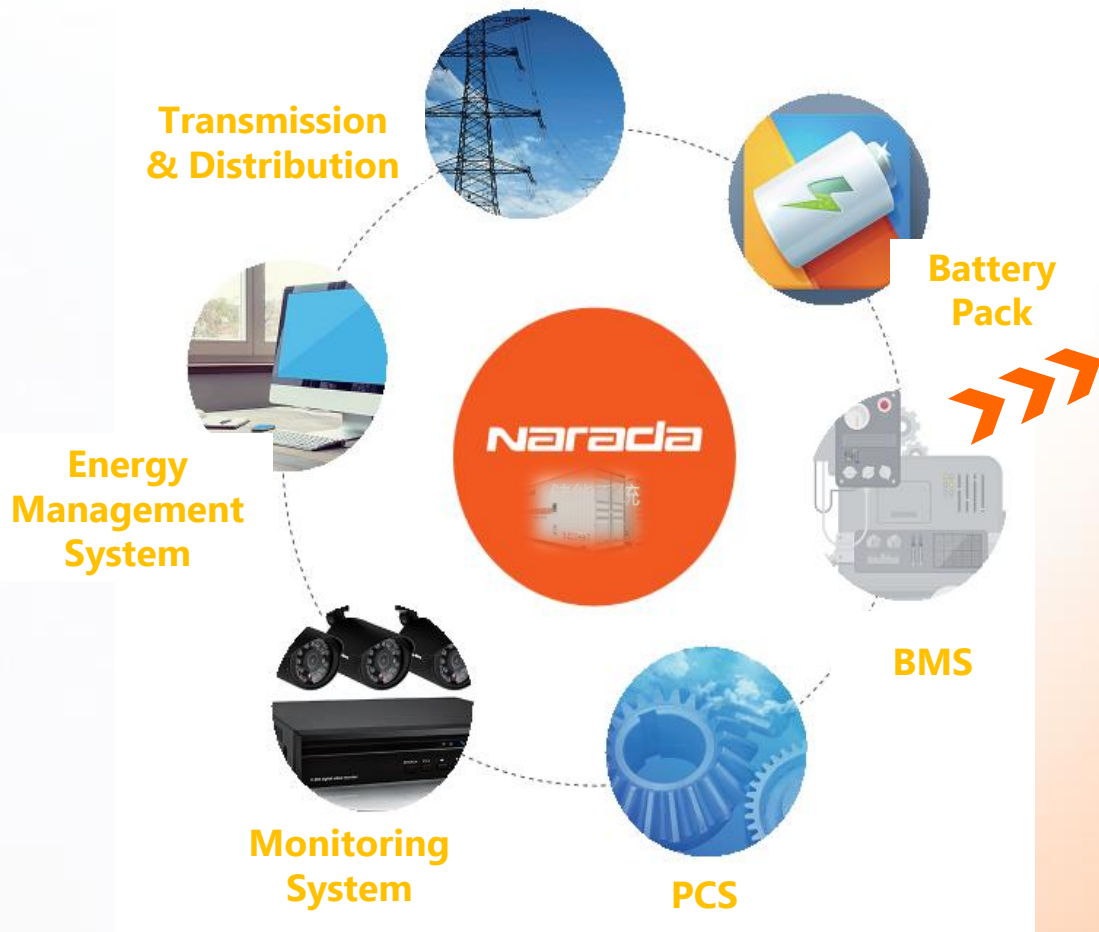 Transmission
& Distribution
Battery
Pack
Narada
Energy
Management
System
BMS
Monitoring
System
PCS